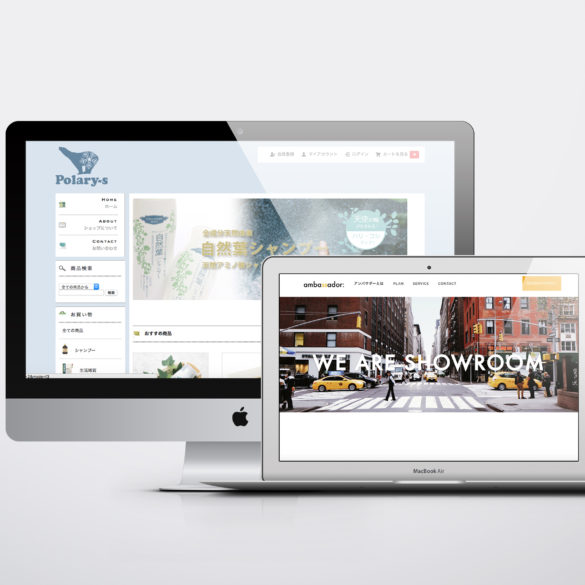 Polary-s
会員登録 マイアカウント ログイン カートを見る
HOME
ホーム
ABOUT
ショップについて
CONTACT
お問い合わせ
商品検索
全ての商品から
検索
お買い物
全ての商品
シャンプー
生活雑貨
自然葉シャンプー
おすすめ商品
ambassador:
アンバサダーとは PLAN SERVICE CONTACT
WE ARE SHOWROOM
MacBook Air